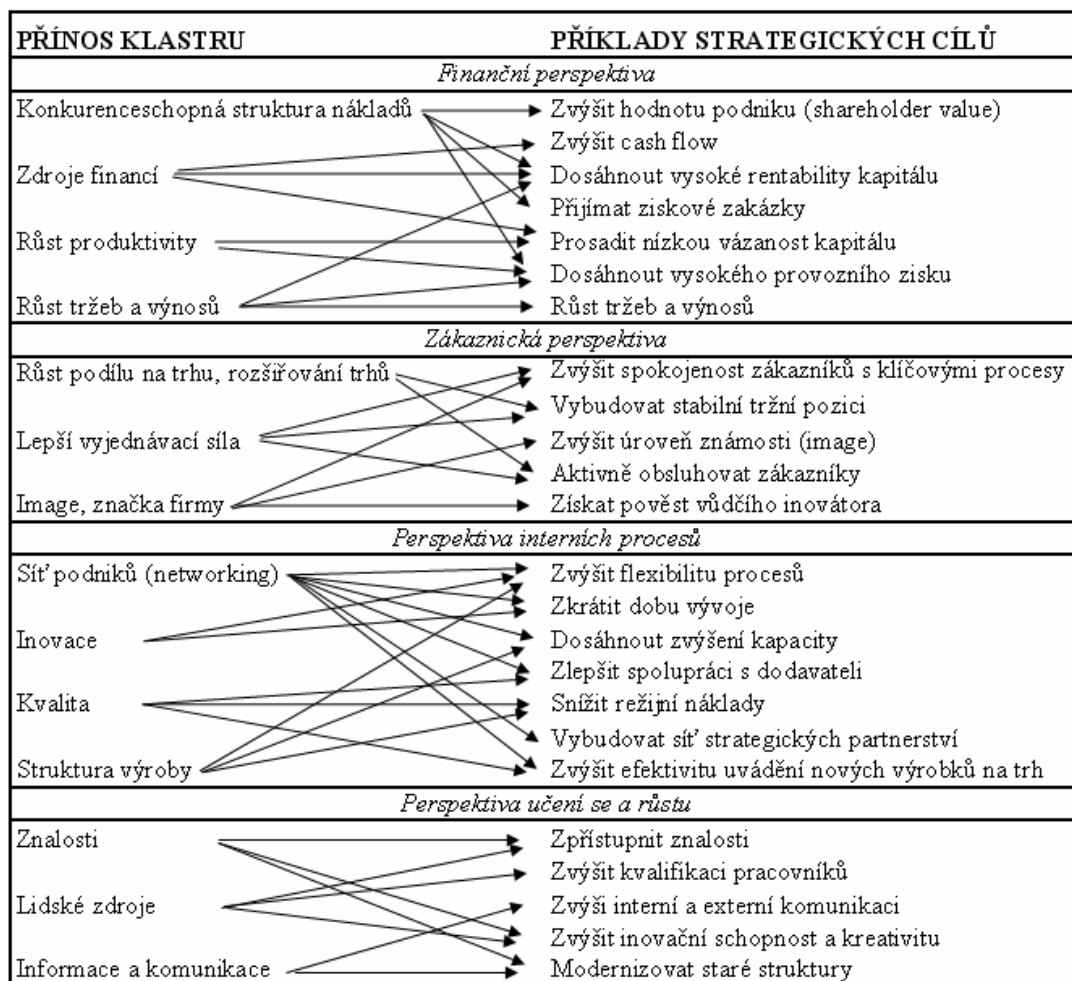 PŘÍNOS KLASTRU PŘÍKLADY STRATEGICKÝCH CÍLŮ
Finanční perspektiva
Konkurenceschopná struktura nákladů Zvýšit hodnotu podniku (shareholder value)
Zvýšit cash flow
Zdroje financí Dosáhnout vysoké rentability kapitálu
Přijímat ziskové zakázky
Růst produktivity Prosadit nízkou vázanost kapitálu
Dosáhnout vysokého provozního zisku
Růst tržeb a výnosů Růst tržeb a výnosů
Zákaznická perspektiva
Růst podílu na trhu, rozšiřování trhů Zvýšit spokojenost zákazníků s klíčovými procesy
Vybudovat stabilní tržní pozici
Lepší vyjednávací síla Zvýšit úroveň známosti (image)
Aktivně obsluhovat zákazníky
Image, značka firmy Získat pověst vůdčího inovátora
Perspektiva interních procesů
Síť podniků (networking) Zvýšit flexibilitu procesů
Zkrátit dobu vývoje
Inovace Dosáhnout zvýšení kapacity
Zlepšit spolupráci s dodavateli
Kvalita Snížit režijní náklady
Vybudovat síť strategických partnerství
Struktura výroby Zvýšit efektivitu uvádění nových výrobků na trh
Perspektiva učení se a růstu
Znalosti Zpřístupnit znalosti
Zvýšit kvalifikaci pracovníků
Lidské zdroje Zvýši interní a externí komunikaci
Zvýšit inovační schopnost a kreativitu
Informace a komunikace Modernizovat staré struktury